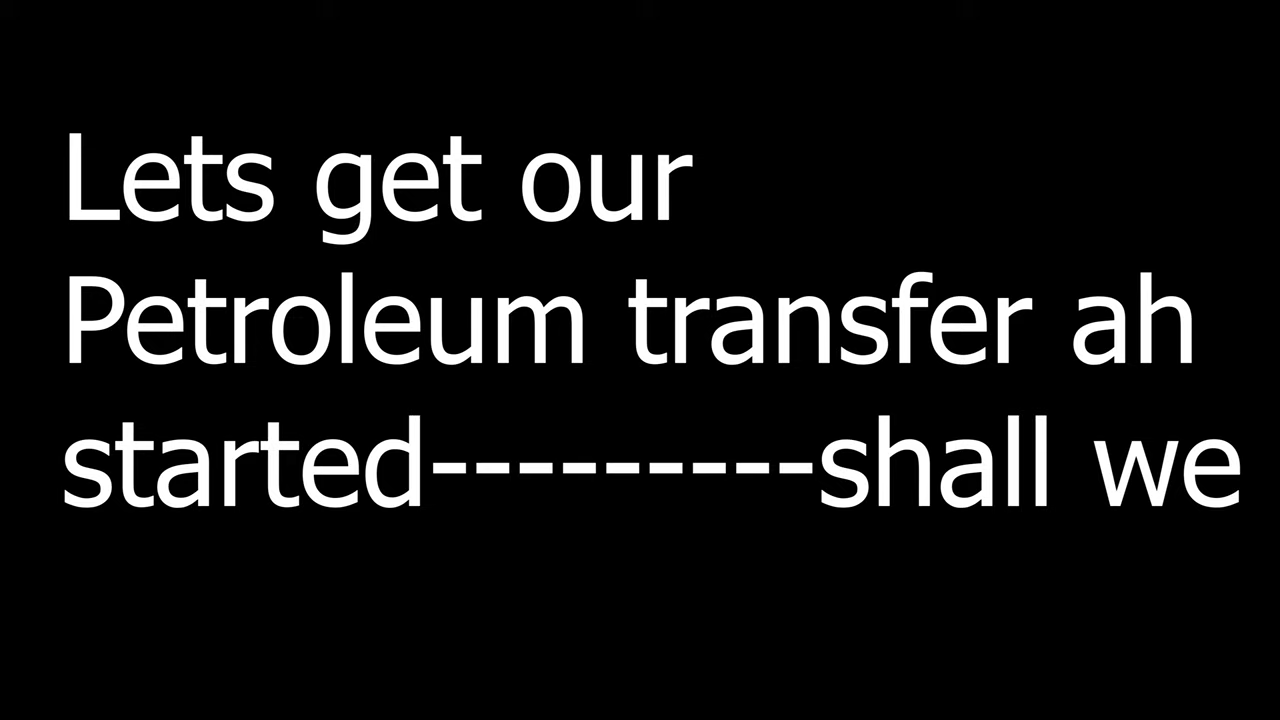 Lets get our
Petroleum transfer ah
started---------shall we